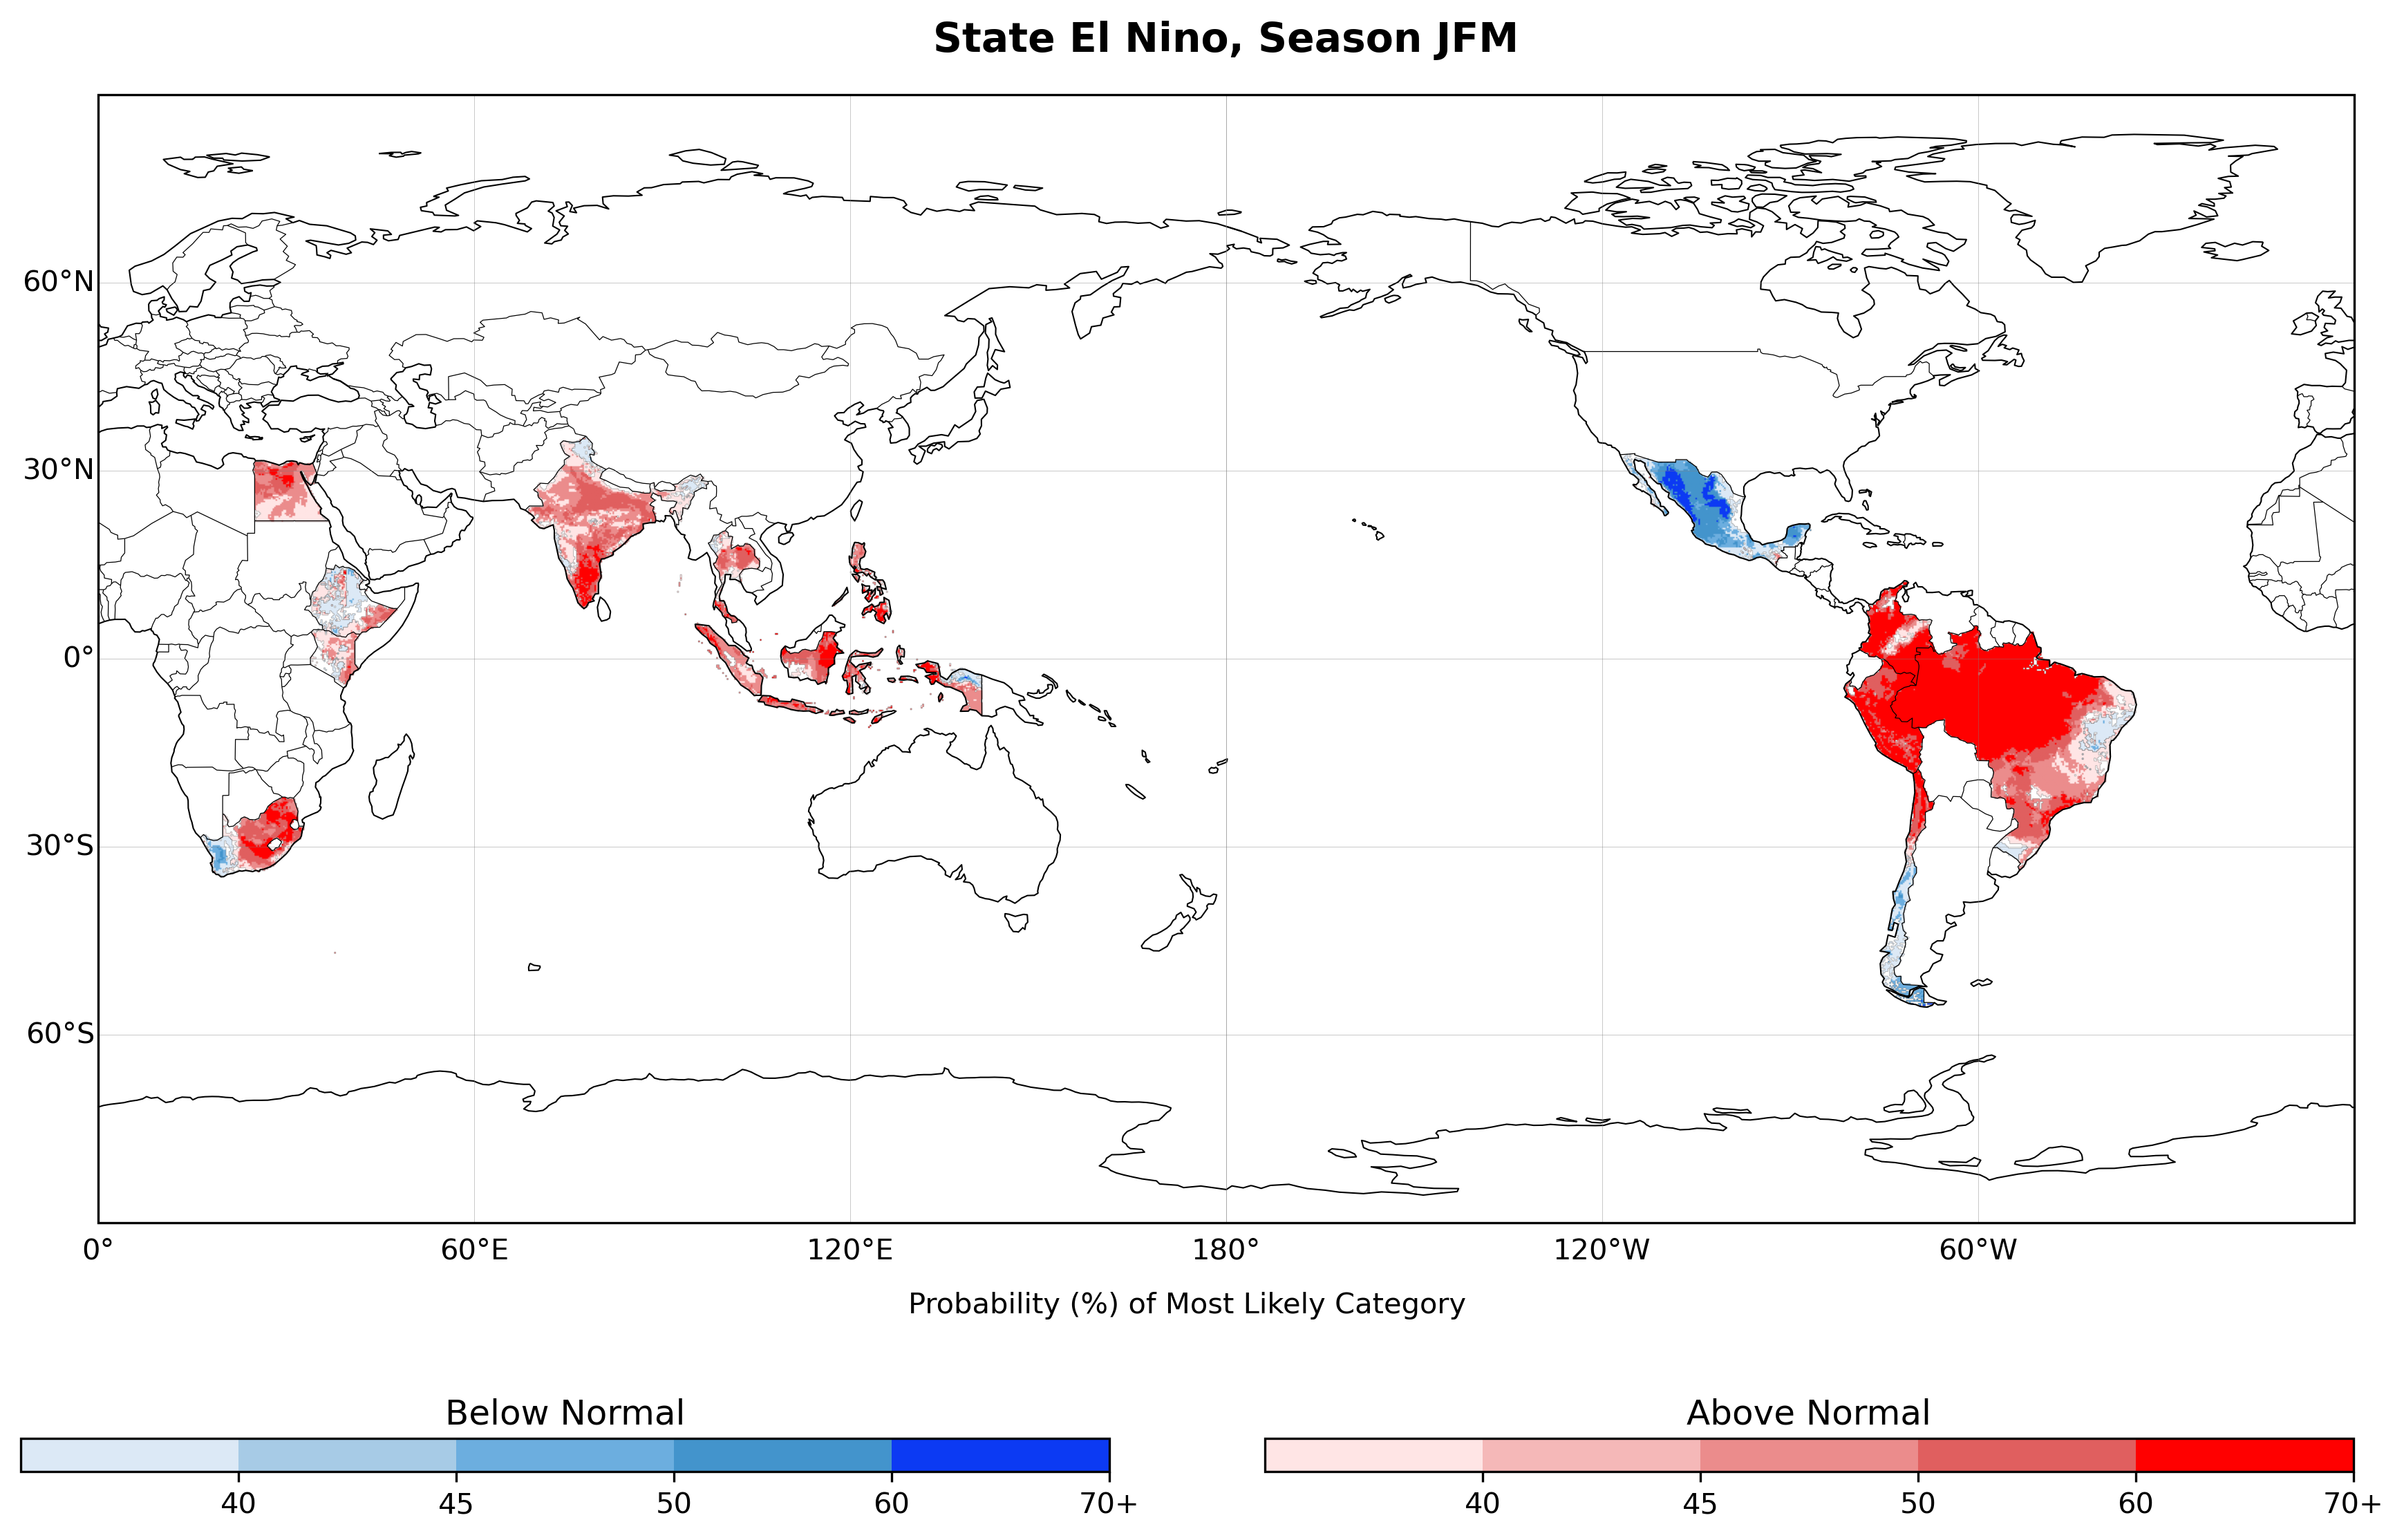 State El Nino, Season JFM
60°N
30°N
0°
30°S
60°S
0° 60°E 120°E 180° 120°W 60°W
Probability (%) of Most Likely Category
Below Normal
40 45 50 60 70+
Above Normal
40 45 50 60 70+